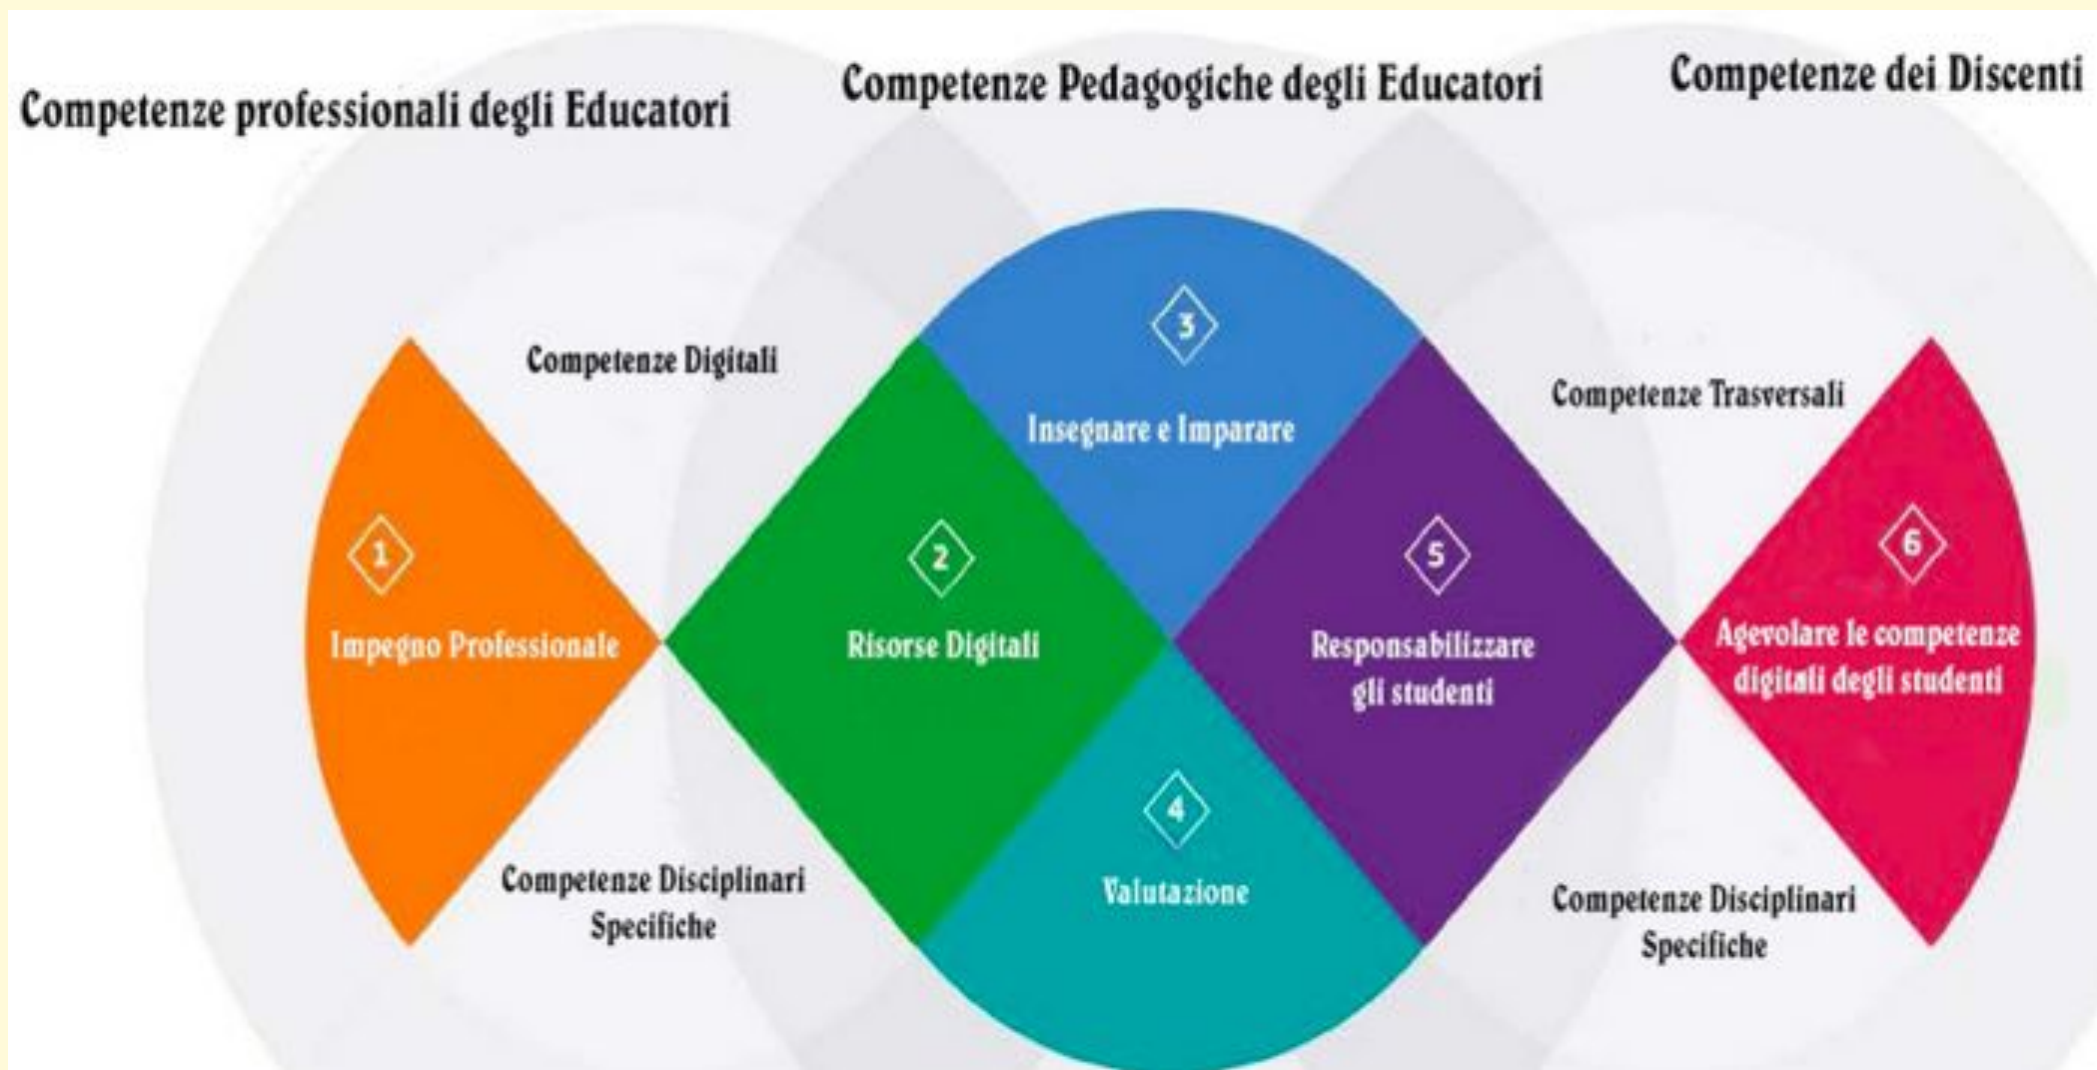 Competenze professionali degli Educatori
Competenze Pedagogiche degli Educatori
Competenze dei Discenti
Competenze Digitali
3
Insegnare e Imparare
Competenze Trasversali
1
Impegno Professionale
2
Risorse Digitali
5
Responsabilizzare
gli studenti
6
Agevolare le competenze
digitali degli studenti
4
Valutazione
Competenze Disciplinari
Specifiche
Competenze Disciplinari
Specifiche